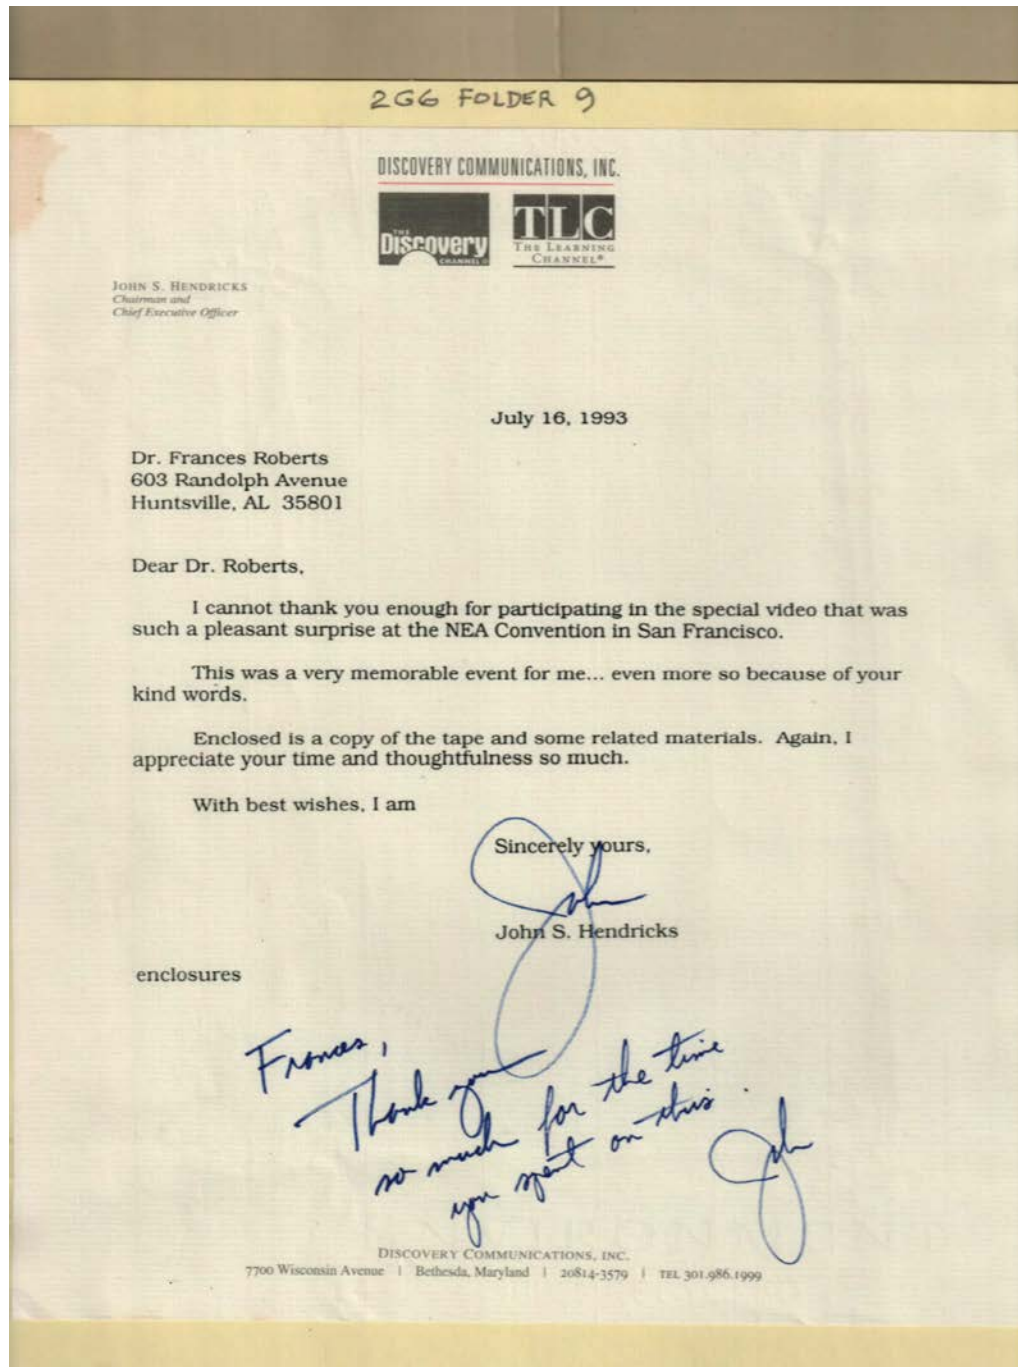 2G6 FOLDER 9
DISCOVERY COMMUNICATIONS, INC.
THE
Discovery
CHANNEL
TLC
THE LEARNING
CHANNEL®
JOHN S. HENDRICKS
Chairman and
Chief Executive Officer
July 16, 1993
Dr. Frances Roberts
603 Randolph Avenue
Huntsville, AL 35801
Dear Dr. Roberts,
I cannot thank you enough for participating in the special video that was
such a pleasant surprise at the NEA Convention in San Francisco.
This was a very memorable event for me... even more so because of your
kind words.
Enclosed is a copy of the tape and some related materials. Again, I
appreciate your time and thoughtfulness so much.
With best wishes, I am
Sincerely yours,
John
John S. Hendricks
enclosures
Frances,
Thank you
so much for the time
you spent on this.
John
DISCOVERY COMMUNICATIONS, INC.
7700 Wisconsin Avenue | Bethesda, Maryland | 20814-3579 | TEL 301.986.1999